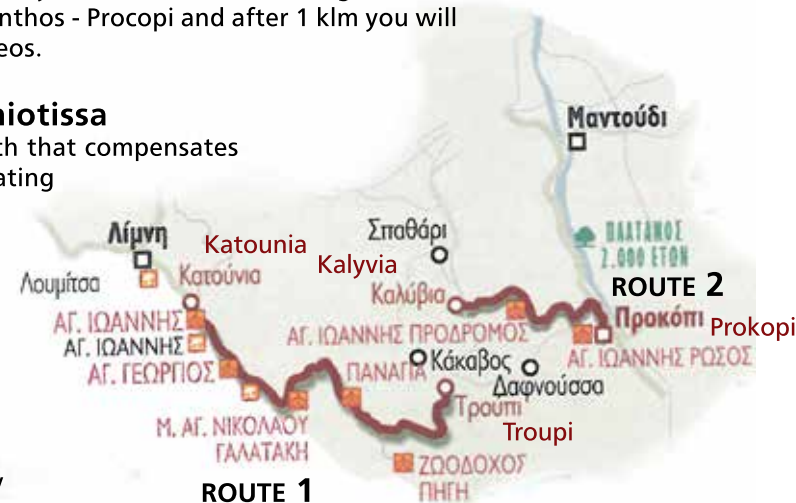 nthos - Procopi and after 1 klm you will
eos.
niotissa
th that compensates
ating
Μαντούδι
ΠΛΑΤΑΝΟΣ
2.000 ΕΤΩΝ
Λίμνη
Katounia
Σπαθάρι
Kalyvia
Λουμίτσα
Κατούνια
Καλύβια
ROUTE 2
Προκόπι
Prokopi
ΑΓ. ΙΩΑΝΝΗΣ
ΑΓ. ΙΩΑΝΝΗΣ ΠΡΟΔΡΟΜΟΣ
ΑΓ. ΙΩΑΝΝΗΣ
ΑΓ. ΙΩΑΝΝΗΣ ΡΩΣΟΣ
ΑΓ. ΓΕΩΡΓΙΟΣ
ΠΑΝΑΓΙΑ
Κάκαβος
Δαφνούσσα
Τρούπι
Troupi
Μ. ΑΓ. ΝΙΚΟΛΑΟΥ
ΓΑΛΑΤΑΚΗ
ΖΩΟΔΟΧΟΣ
ΠΗΓΗ
ROUTE 1